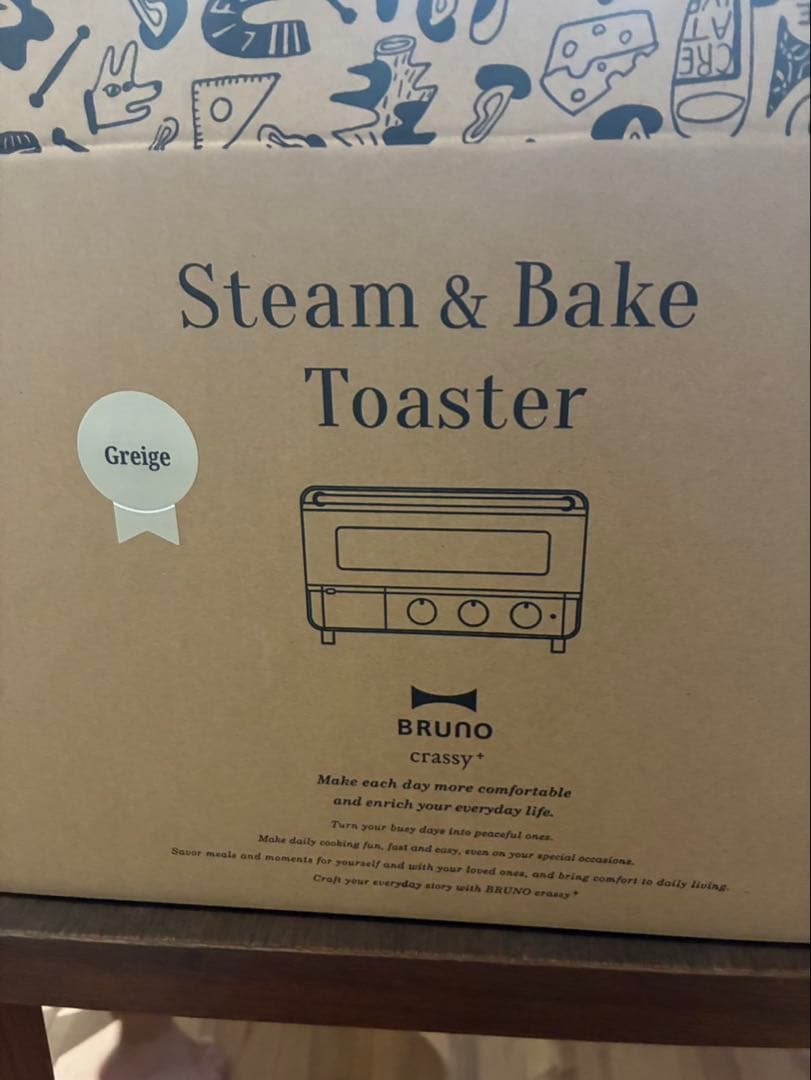 CREAT
Steam & Bake
Toaster
Greige
BRUNO
crassy+
Make each day more comfortable
and enrich your everyday life.
Turn your busy days into peaceful ones.
Make daily cooking fun, fast and easy, even on your special occasions.
Savor meals and moments for yourself and with your loved ones, and bring comfort to daily living.
Craft your everyday story with BRUNO crassy+